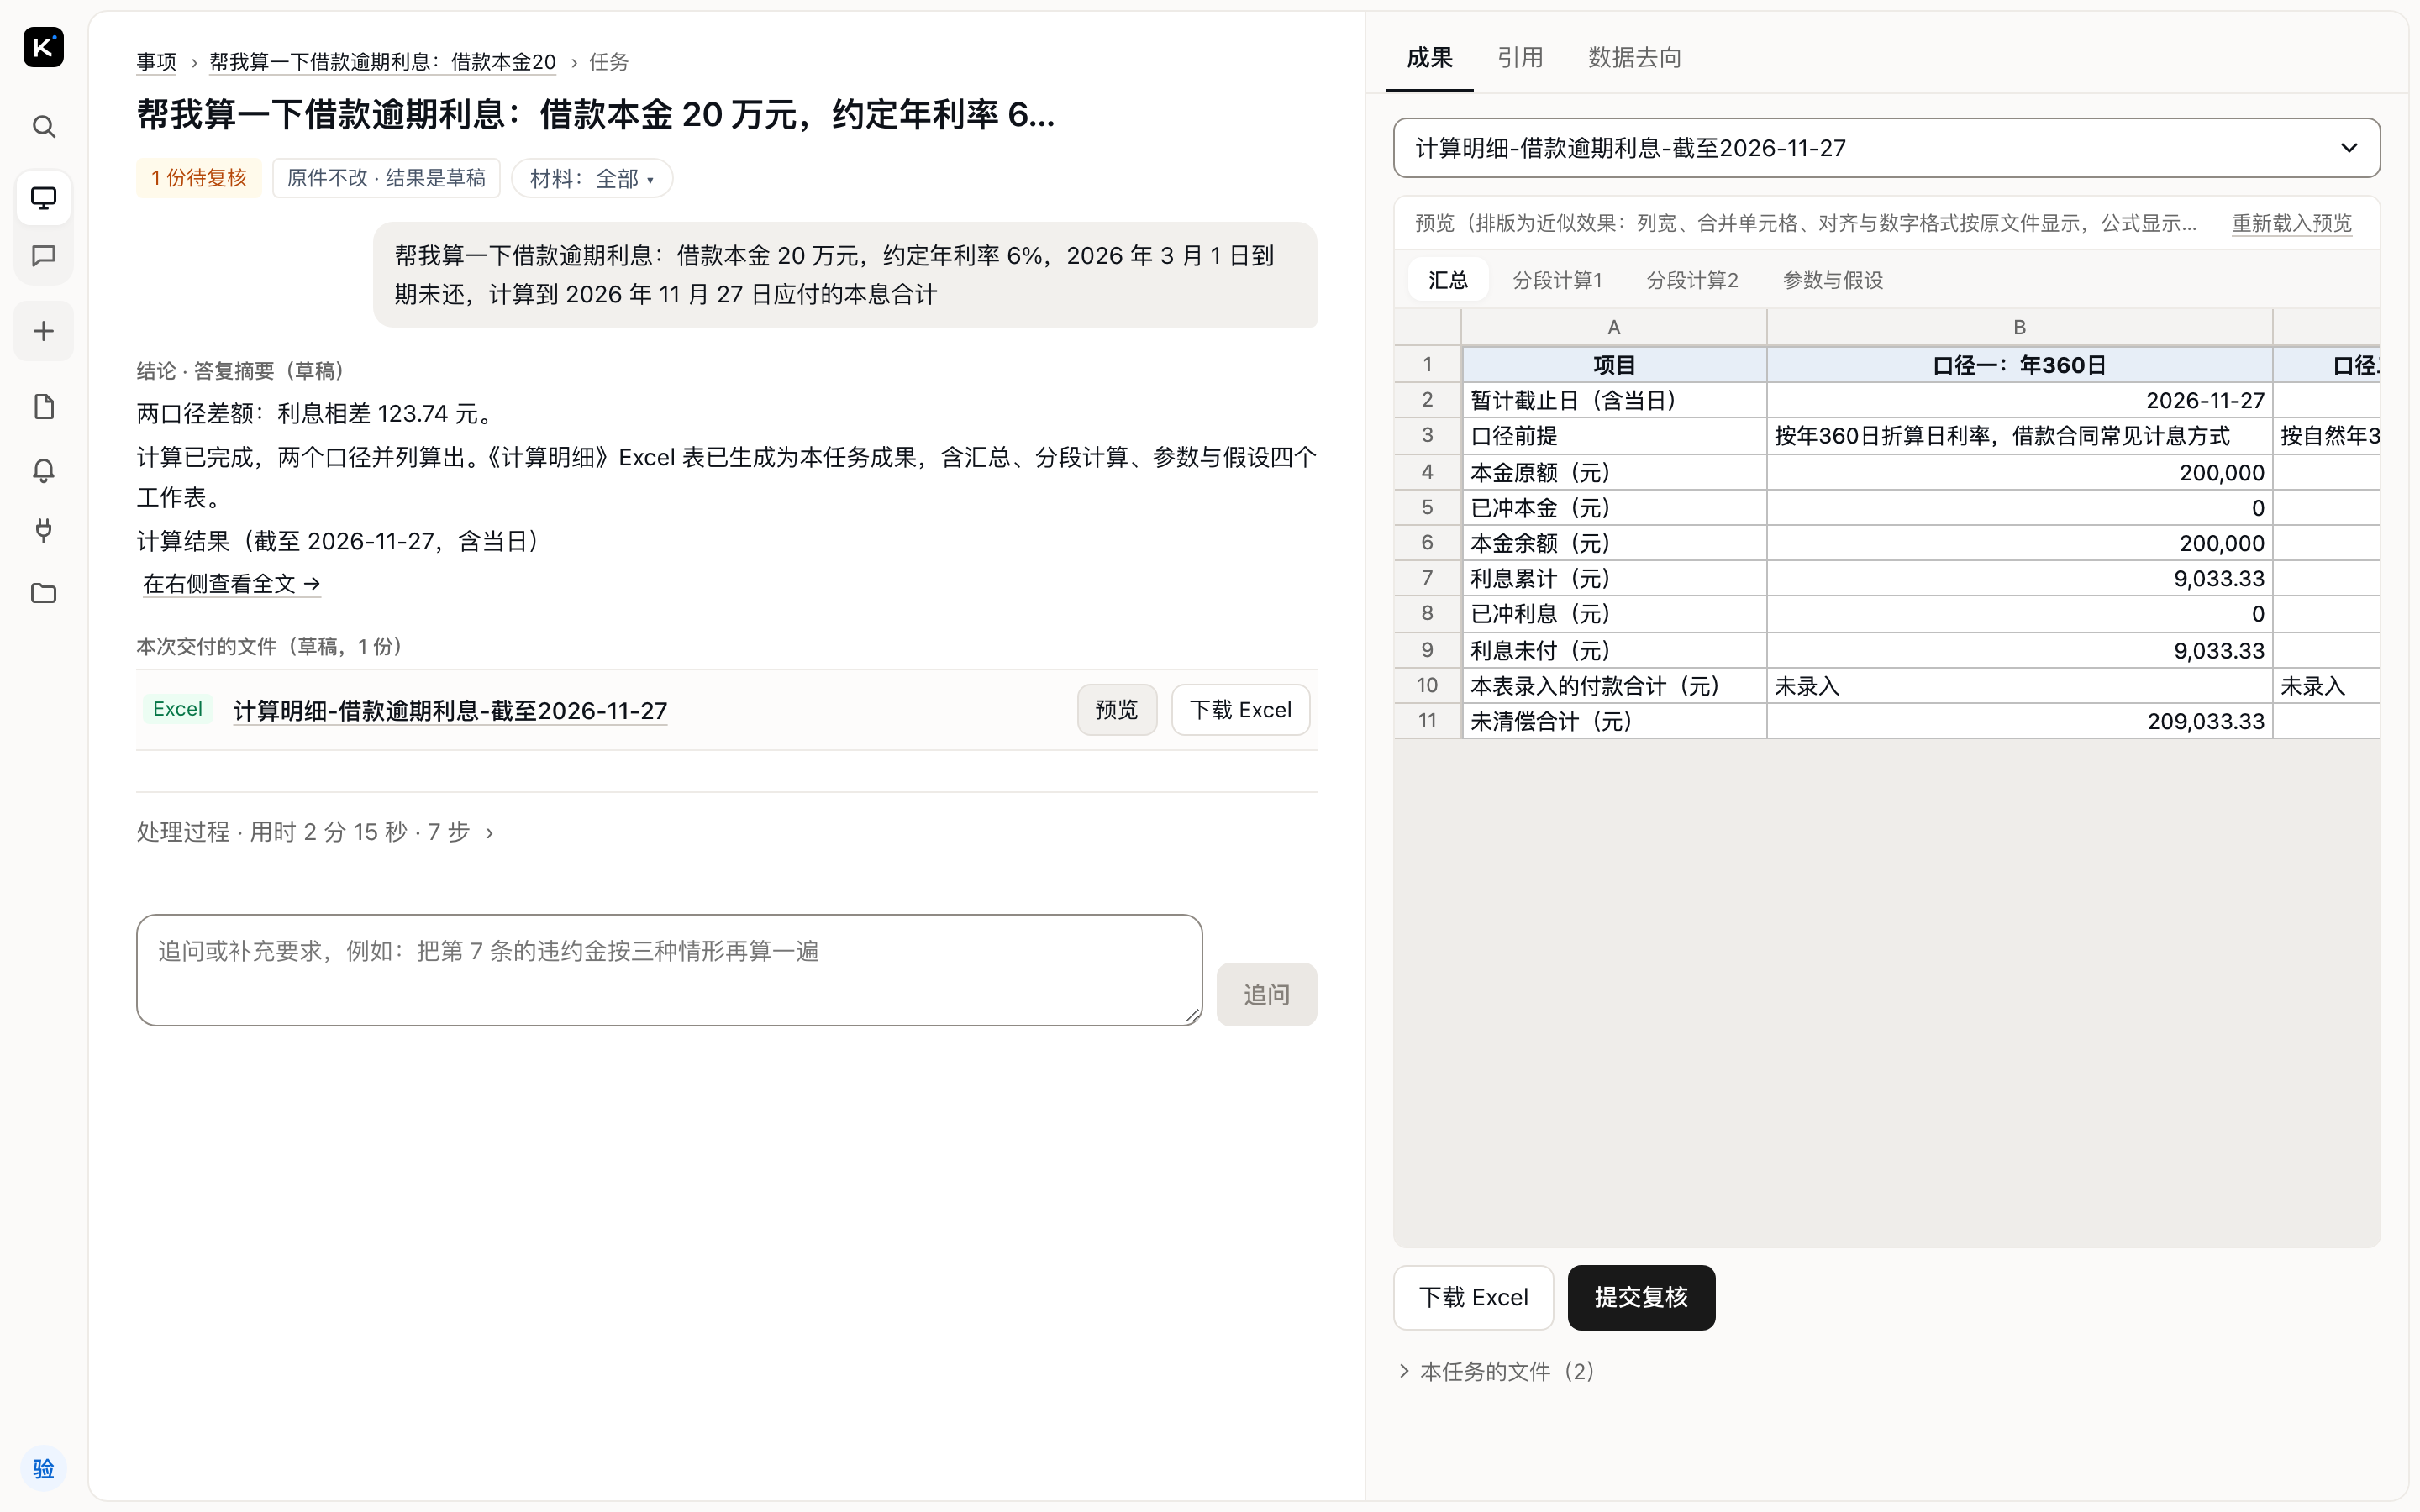 事项 › 帮我算一下借款逾期利息：借款本金20 › 任务
帮我算一下借款逾期利息：借款本金 20 万元，约定年利率 6...
1 份待复核 原件不改 · 结果是草稿 材料：全部 ▾
帮我算一下借款逾期利息：借款本金 20 万元，约定年利率 6%，2026 年 3 月 1 日到
期未还，计算到 2026 年 11 月 27 日应付的本息合计
结论 · 答复摘要（草稿）
两口径差额：利息相差 123.74 元。
计算已完成，两个口径并列算出。《计算明细》Excel 表已生成为本任务成果，含汇总、分段计算、参数与假设四个
工作表。
计算结果（截至 2026-11-27，含当日）
在右侧查看全文 →
本次交付的文件（草稿，1 份）
Excel 计算明细-借款逾期利息-截至2026-11-27 预览 下载 Excel
处理过程 · 用时 2 分 15 秒 · 7 步 ›
追问或补充要求，例如：把第 7 条的违约金按三种情形再算一遍
追问
验
成果 引用 数据去向
计算明细-借款逾期利息-截至2026-11-27
预览（排版为近似效果：列宽、合并单元格、对齐与数字格式按原文件显示，公式显示... 重新载入预览
汇总 分段计算1 分段计算2 参数与假设
A B
1 项目 口径一：年360日 口径
2 暂计截止日（含当日） 2026-11-27
3 口径前提 按年360日折算日利率，借款合同常见计息方式 按自然年3
4 本金原额（元） 200,000
5 已冲本金（元） 0
6 本金余额（元） 200,000
7 利息累计（元） 9,033.33
8 已冲利息（元） 0
9 利息未付（元） 9,033.33
10 本表录入的付款合计（元） 未录入 未录入
11 未清偿合计（元） 209,033.33
下载 Excel 提交复核
本任务的文件（2）